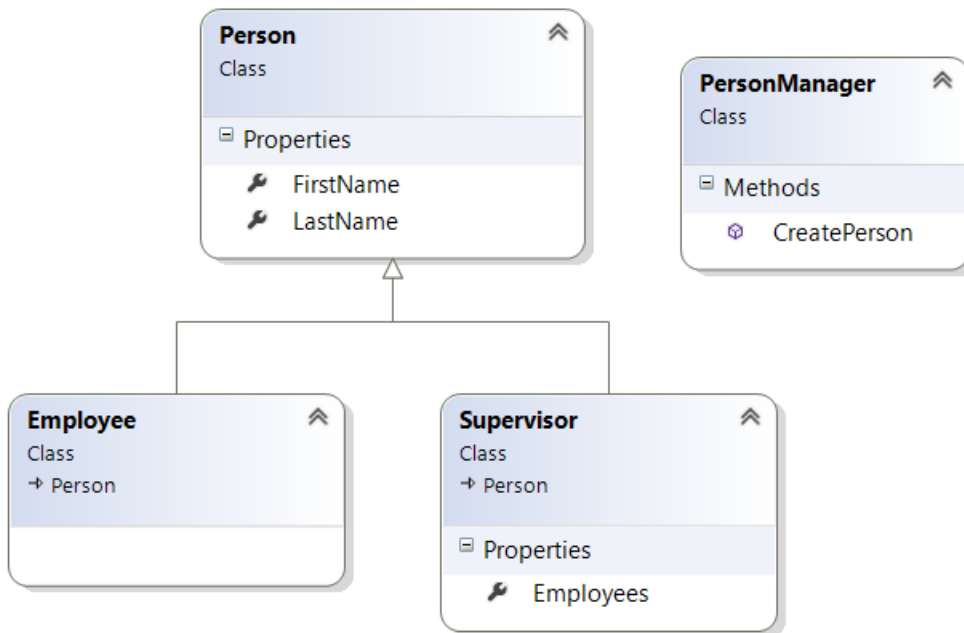 Person
Class
Properties
FirstName
LastName
PersonManager
Class
Methods
CreatePerson
Employee
Class
Person
Supervisor
Class
Person
Properties
Employees